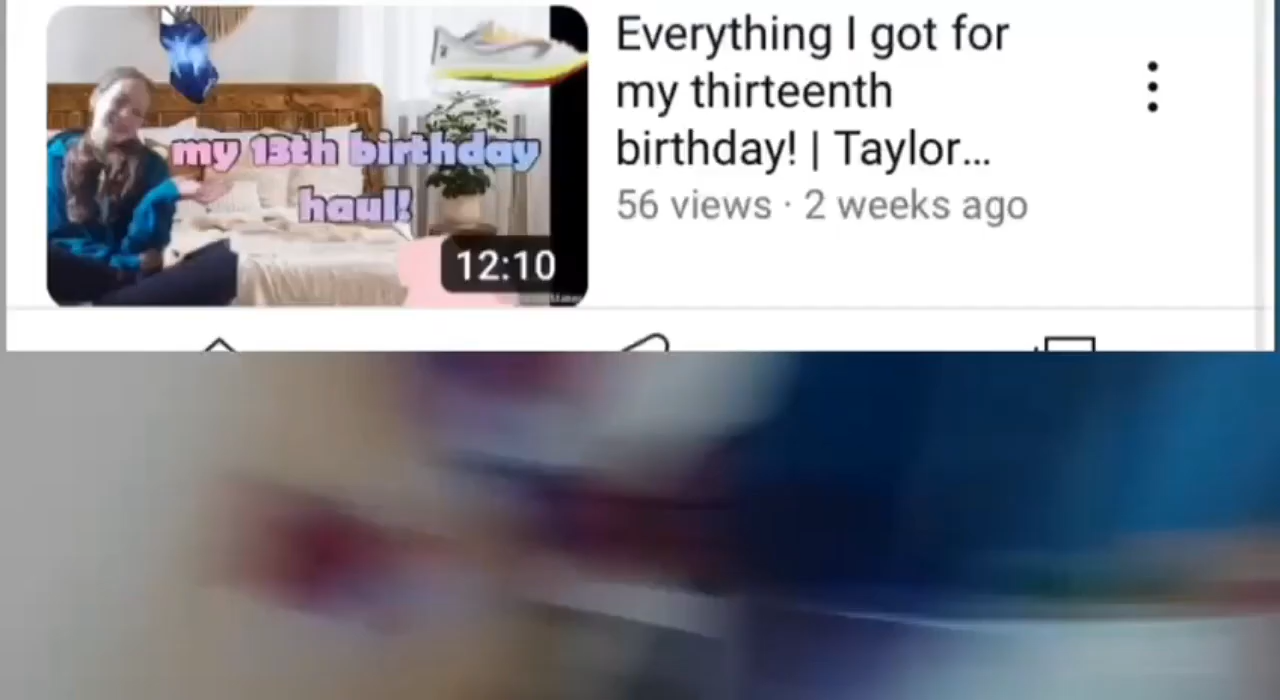 Everything I got for
my thirteenth
birthday! | Taylor...
56 views · 2 weeks ago
my 13th birthday
haul!
12:10